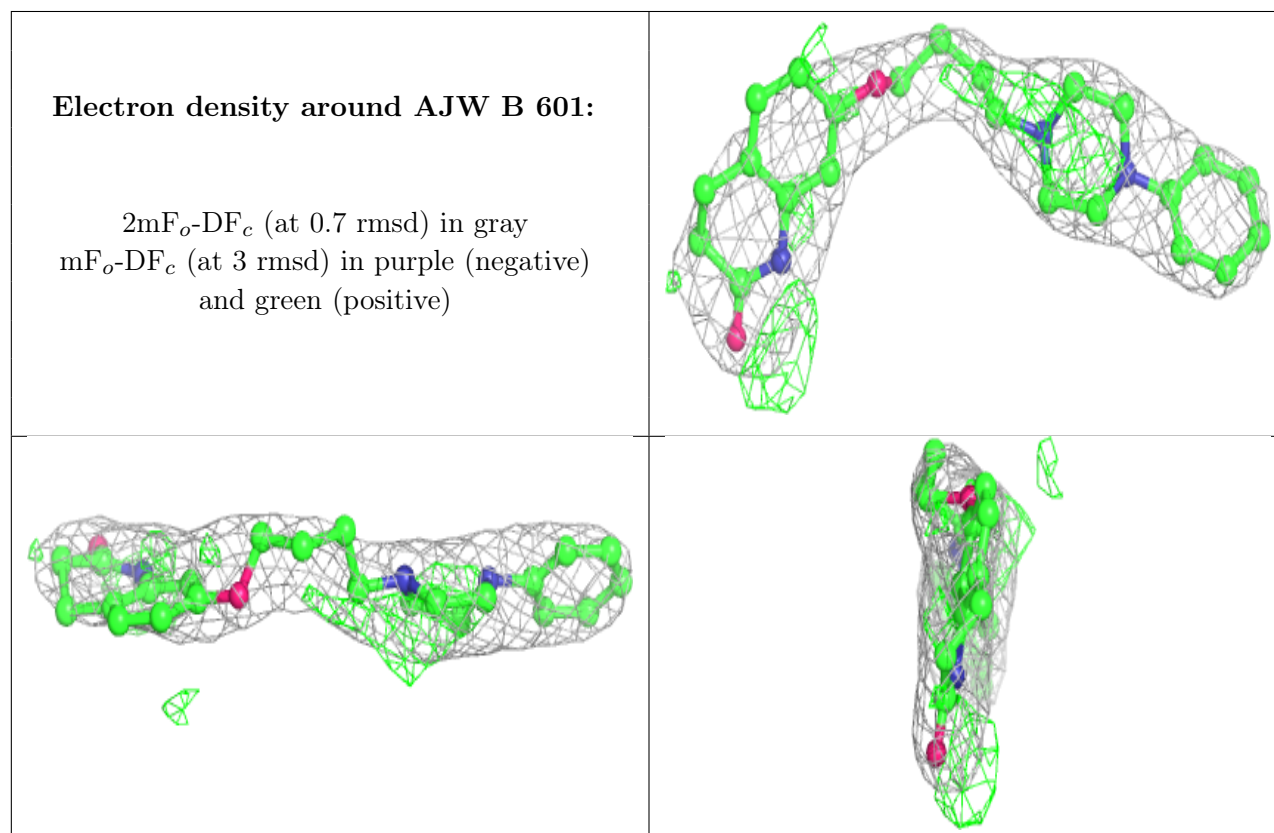 Electron density around AJW B 601:
2mFₒ-DF𝑐 (at 0.7 rmsd) in gray
mFₒ-DF𝑐 (at 3 rmsd) in purple (negative)
and green (positive)